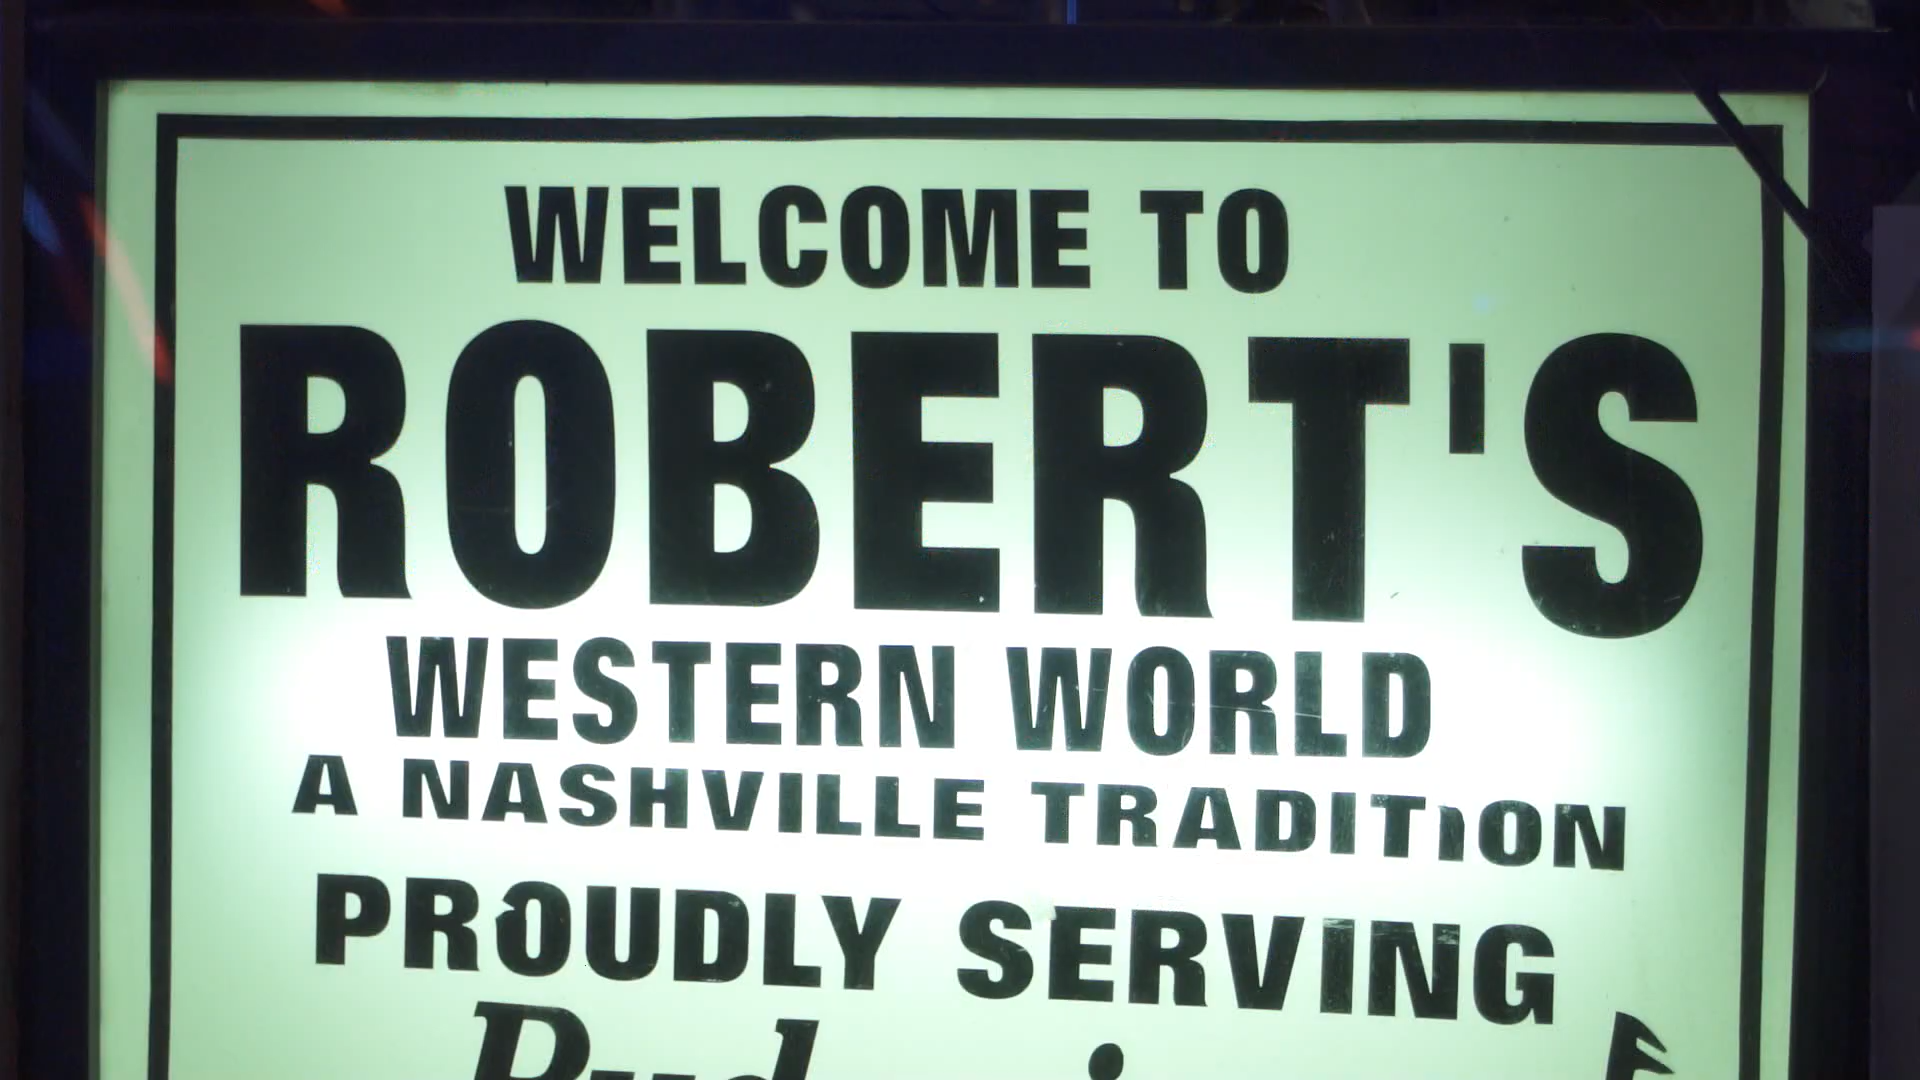 WELCOME TO
ROBERT'S
WESTERN WORLD
A NASHVILLE TRADITION
PROUDLY SERVING